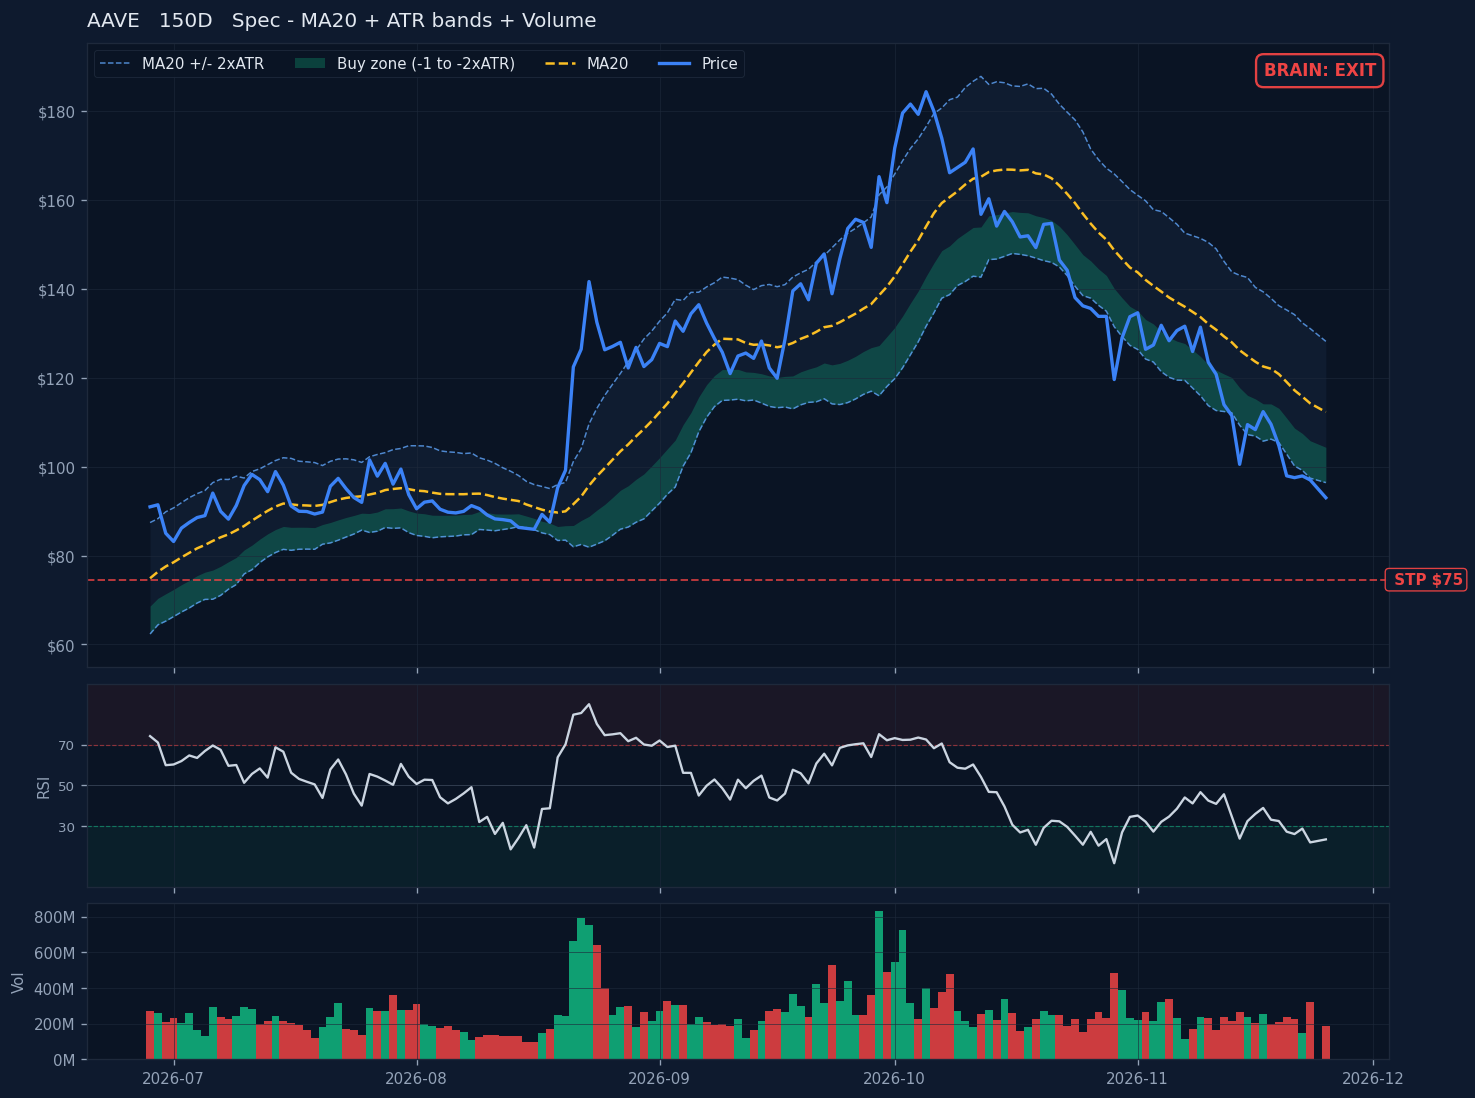 AAVE   150D   Spec - MA20 + ATR bands + Volume
MA20 +/- 2xATR   Buy zone (-1 to -2xATR)   MA20   Price
BRAIN: EXIT
$180
$160
$140
$120
$100
$80
STP $75
$60
70
50
30
RSI
800M
600M
400M
200M
0M
Vol
2026-07   2026-08   2026-09   2026-10   2026-11   2026-12